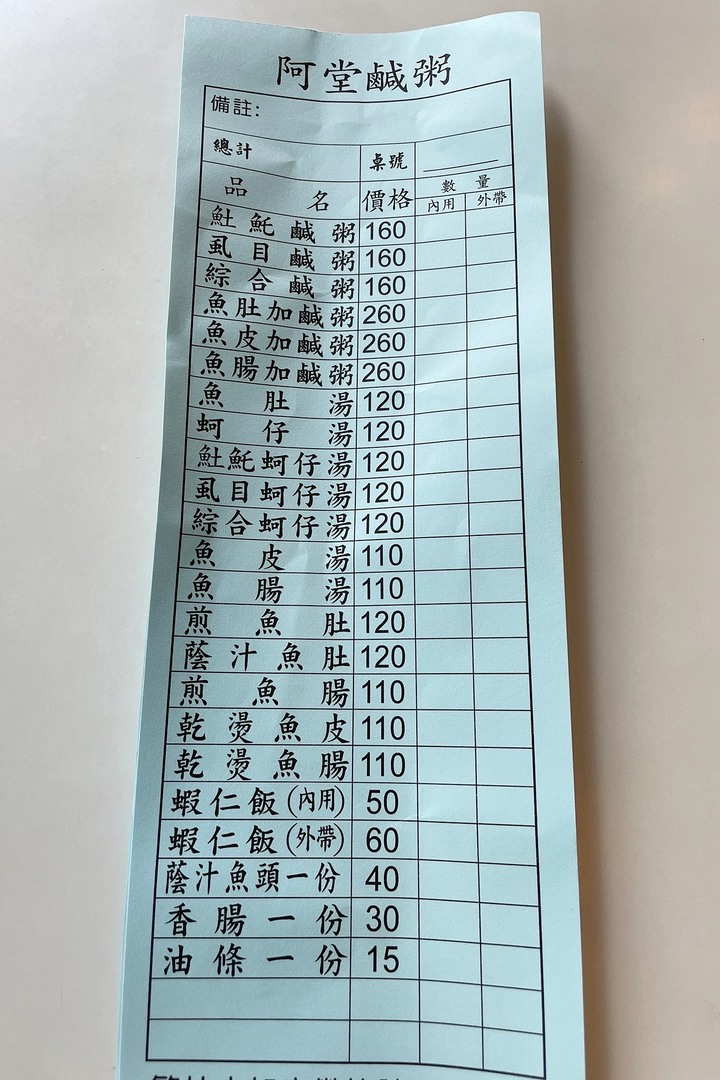 阿堂鹹粥
備註:
總計 桌號
品名 價格 數量
內用 外帶
魠魠鹹粥 160
虱目鹹粥 160
綜合鹹粥 160
魚肚加鹹粥 260
魚皮加鹹粥 260
魚腸加鹹粥 260
魚肚湯 120
蚵仔湯 120
魠魠蚵仔湯 120
虱目蚵仔湯 120
綜合蚵仔湯 120
魚皮湯 110
魚腸湯 110
煎魚肚 120
蔭汁魚肚 120
煎魚腸 110
乾燙魚皮 110
乾燙魚腸 110
蝦仁飯(內用) 50
蝦仁飯(外帶) 60
蔭汁魚頭一份 40
香腸一份 30
油條一份 15